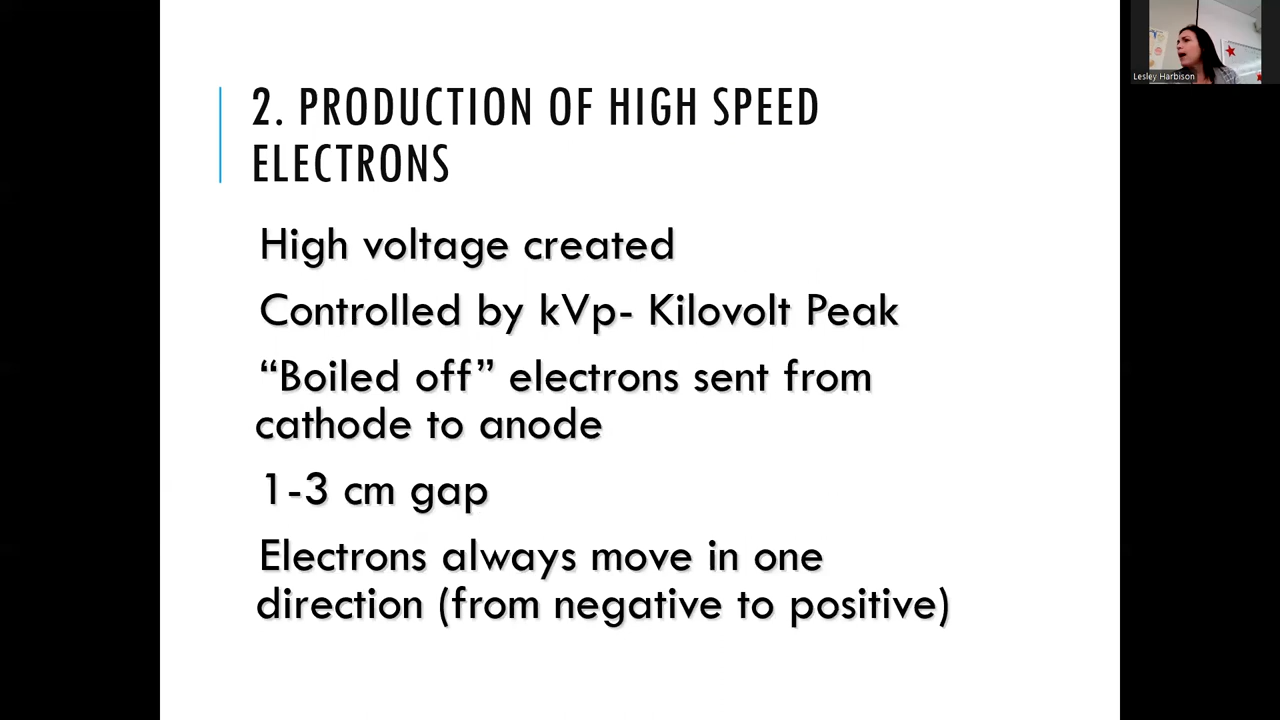 2. PRODUCTION OF HIGH SPEED
ELECTRONS
High voltage created
Controlled by kVp- Kilovolt Peak
“Boiled off” electrons sent from
cathode to anode
1-3 cm gap
Electrons always move in one
direction (from negative to positive)
Lesley Harbison